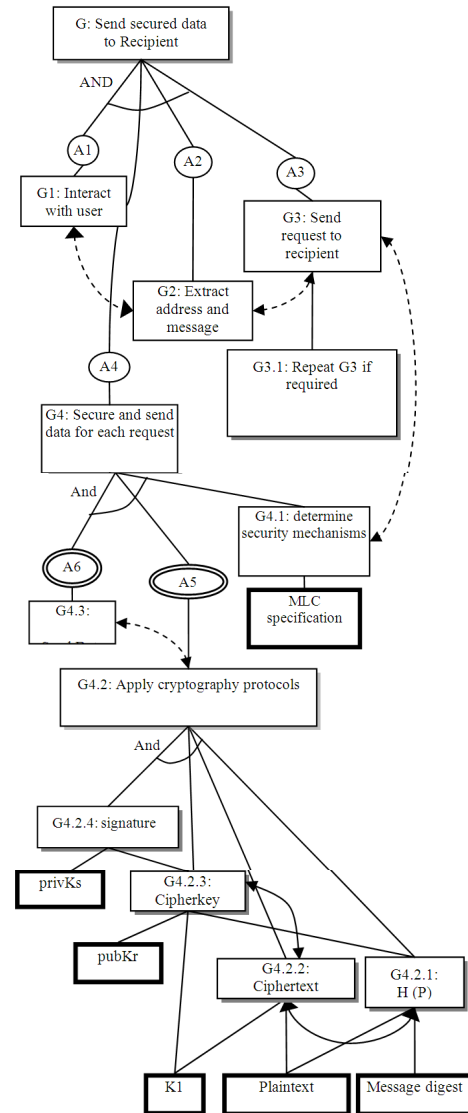 G: Send secured data
to Recipient
AND
A1
A2
A3
G1: Interact
with user
G3: Send
request to
recipient
G2: Extract
address and
message
G3.1: Repeat G3 if
required
A4
G4: Secure and send
data for each request
And
G4.1: determine
security mechanisms
A6
A5
MLC
specification
G4.3:
G4.2: Apply cryptography protocols
And
G4.2.4: signature
privKs
G4.2.3:
Cipherkey
pubKr
G4.2.2:
Ciphertext
G4.2.1:
H (P)
K1
Plaintext
Message digest